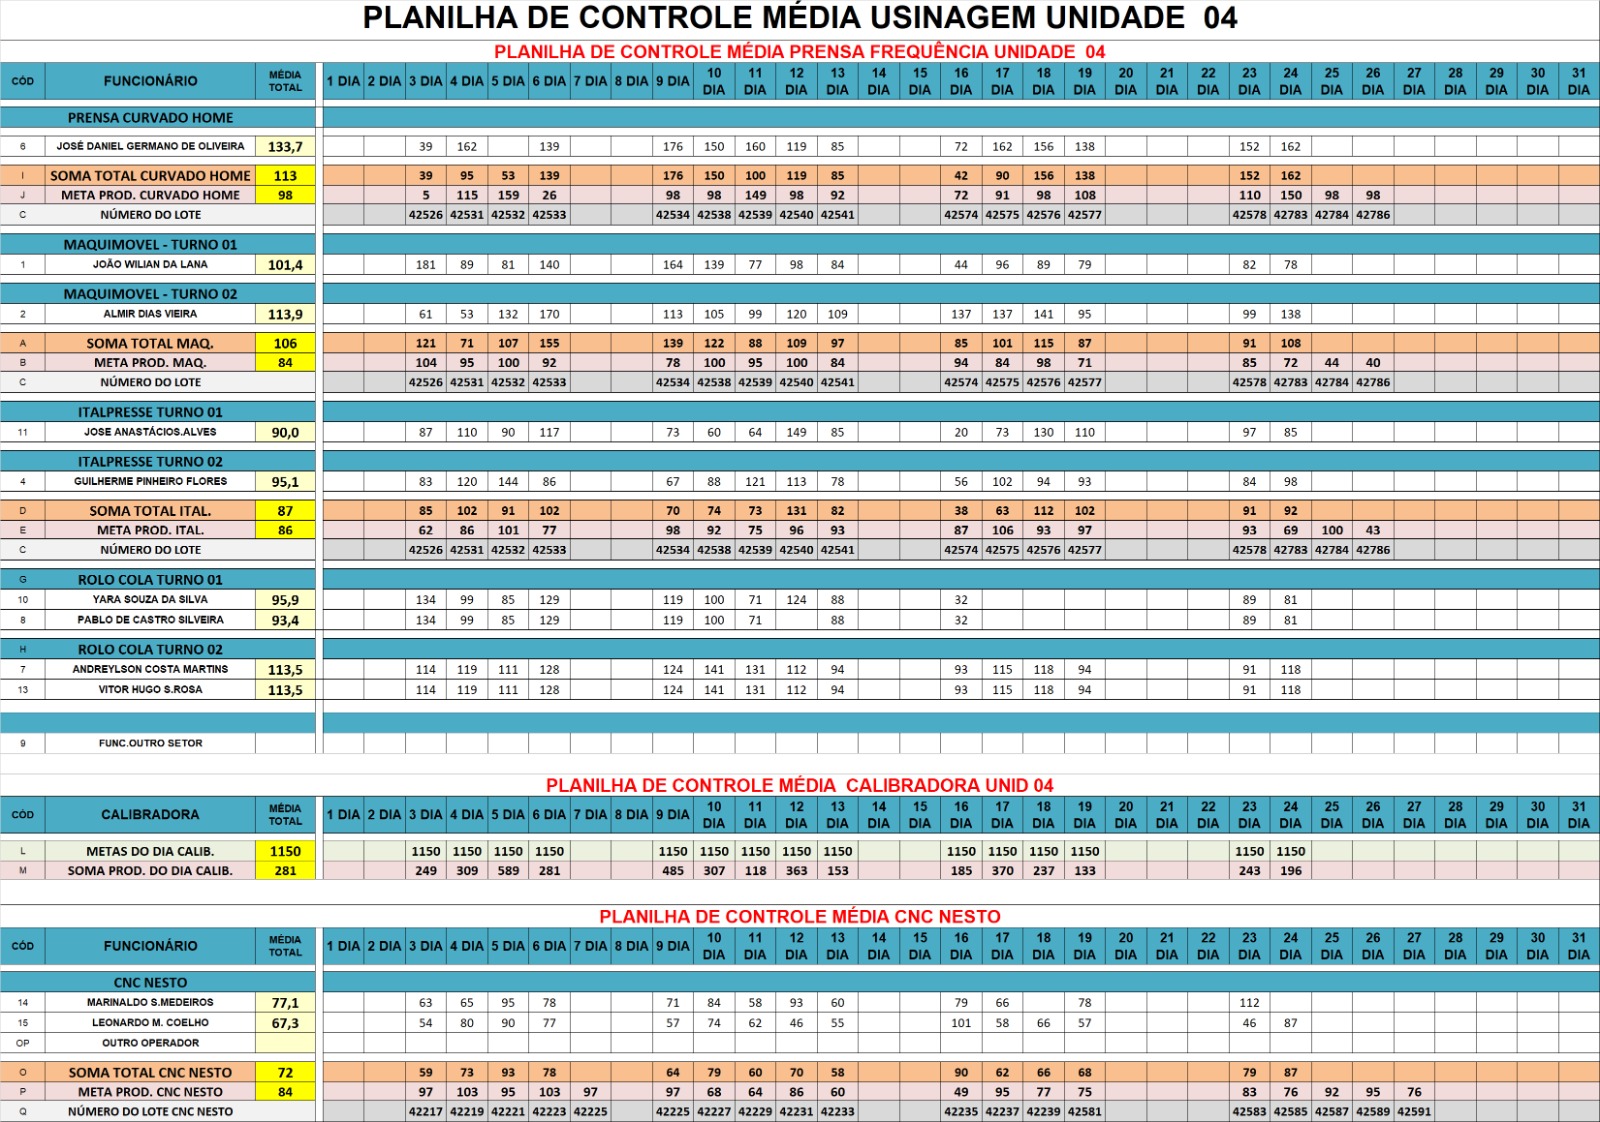 PLANILHA DE CONTROLE MÉDIA USINAGEM UNIDADE 04
PLANILHA DE CONTROLE MÉDIA PRENSA FREQUÊNCIA UNIDADE 04
CÓD FUNCIONÁRIO MÉDIA TOTAL 1 DIA 2 DIA 3 DIA 4 DIA 5 DIA 6 DIA 7 DIA 8 DIA 9 DIA 10 DIA 11 DIA 12 DIA 13 DIA 14 DIA 15 DIA 16 DIA 17 DIA 18 DIA 19 DIA 20 DIA 21 DIA 22 DIA 23 DIA 24 DIA 25 DIA 26 DIA 27 DIA 28 DIA 29 DIA 30 DIA 31 DIA
PRENSA CURVADO HOME
6 JOSÉ DANIEL GERMANO DE OLIVEIRA 133,7 39 162 139 176 150 160 119 85 72 162 156 138 152 162
I SOMA TOTAL CURVADO HOME 113 39 95 53 139 176 150 100 119 85 42 90 156 138 152 162
J META PROD. CURVADO HOME 98 5 115 159 26 98 98 149 98 92 72 91 98 108 110 150 98 98
C NÚMERO DO LOTE 42526 42531 42532 42533 42534 42538 42539 42540 42541 42574 42575 42576 42577 42578 42783 42784 42786
MAQUIMOVEL - TURNO 01
1 JOÃO WILIAN DA LANA 101,4 181 89 81 140 164 139 77 98 84 44 96 89 79 82 78
MAQUIMOVEL - TURNO 02
2 ALMIR DIAS VIEIRA 113,9 61 53 132 170 113 105 99 120 109 137 137 141 95 99 138
A SOMA TOTAL MAQ. 106 121 71 107 155 139 122 88 109 97 85 101 115 87 91 108
B META PROD. MAQ. 84 104 95 100 92 78 100 95 100 84 94 84 98 71 85 72 44 40
C NÚMERO DO LOTE 42526 42531 42532 42533 42534 42538 42539 42540 42541 42574 42575 42576 42577 42578 42783 42784 42786
ITALPRESSE TURNO 01
11 JOSE ANASTÁCIOS.ALVES 90,0 87 110 90 117 73 60 64 149 85 20 73 130 110 97 85
ITALPRESSE TURNO 02
4 GUILHERME PINHEIRO FLORES 95,1 83 120 144 86 67 88 121 113 78 56 102 94 93 84 98
D SOMA TOTAL ITAL. 87 85 102 91 102 70 74 73 131 82 38 63 112 102 91 92
E META PROD. ITAL. 86 62 86 101 77 98 92 75 96 93 87 106 93 97 93 69 100 43
C NÚMERO DO LOTE 42526 42531 42532 42533 42534 42538 42539 42540 42541 42574 42575 42576 42577 42578 42783 42784 42786
G ROLO COLA TURNO 01
10 YARA SOUZA DA SILVA 95,9 134 99 85 129 119 100 71 124 88 32 89 81
8 PABLO DE CASTRO SILVEIRA 93,4 134 99 85 129 119 100 71 88 32 89 81
H ROLO COLA TURNO 02
7 ANDREYLSON COSTA MARTINS 113,5 114 119 111 128 124 141 131 112 94 93 115 118 94 91 118
13 VITOR HUGO S.ROSA 113,5 114 119 111 128 124 141 131 112 94 93 115 118 94 91 118
9 FUNC.OUTRO SETOR
PLANILHA DE CONTROLE MÉDIA CALIBRADORA UNID 04
CÓD CALIBRADORA MÉDIA TOTAL 1 DIA 2 DIA 3 DIA 4 DIA 5 DIA 6 DIA 7 DIA 8 DIA 9 DIA 10 DIA 11 DIA 12 DIA 13 DIA 14 DIA 15 DIA 16 DIA 17 DIA 18 DIA 19 DIA 20 DIA 21 DIA 22 DIA 23 DIA 24 DIA 25 DIA 26 DIA 27 DIA 28 DIA 29 DIA 30 DIA 31 DIA
L METAS DO DIA CALIB. 1150 1150 1150 1150 1150 1150 1150 1150 1150 1150 1150 1150 1150 1150 1150 1150
M SOMA PROD. DO DIA CALIB. 281 249 309 589 281 485 307 118 363 153 185 370 237 133 243 196
PLANILHA DE CONTROLE MÉDIA CNC NESTO
CÓD FUNCIONÁRIO MÉDIA TOTAL 1 DIA 2 DIA 3 DIA 4 DIA 5 DIA 6 DIA 7 DIA 8 DIA 9 DIA 10 DIA 11 DIA 12 DIA 13 DIA 14 DIA 15 DIA 16 DIA 17 DIA 18 DIA 19 DIA 20 DIA 21 DIA 22 DIA 23 DIA 24 DIA 25 DIA 26 DIA 27 DIA 28 DIA 29 DIA 30 DIA 31 DIA
CNC NESTO
14 MARINALDO S.MEDEIROS 77,1 63 65 95 78 71 84 58 93 60 79 66 78 112
15 LEONARDO M. COELHO 67,3 54 80 90 77 57 74 62 46 55 101 58 66 57 46 87
OP OUTRO OPERADOR
O SOMA TOTAL CNC NESTO 72 59 73 93 78 64 79 60 70 58 90 62 66 68 79 87
P META PROD. CNC NESTO 84 97 103 95 103 97 97 68 64 86 60 49 95 77 75 83 76 92 95 76
Q NÚMERO DO LOTE CNC NESTO 42217 42219 42221 42223 42225 42225 42227 42229 42231 42233 42235 42237 42239 42581 42583 42585 42587 42589 42591